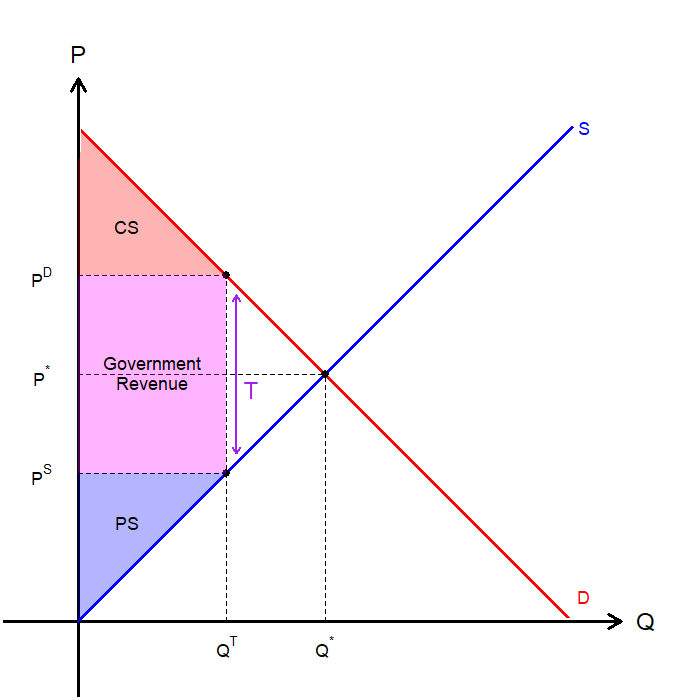 P
S
CS
P^D
Government
Revenue
P^*
T
P^S
PS
D
Q
Q^T
Q^*